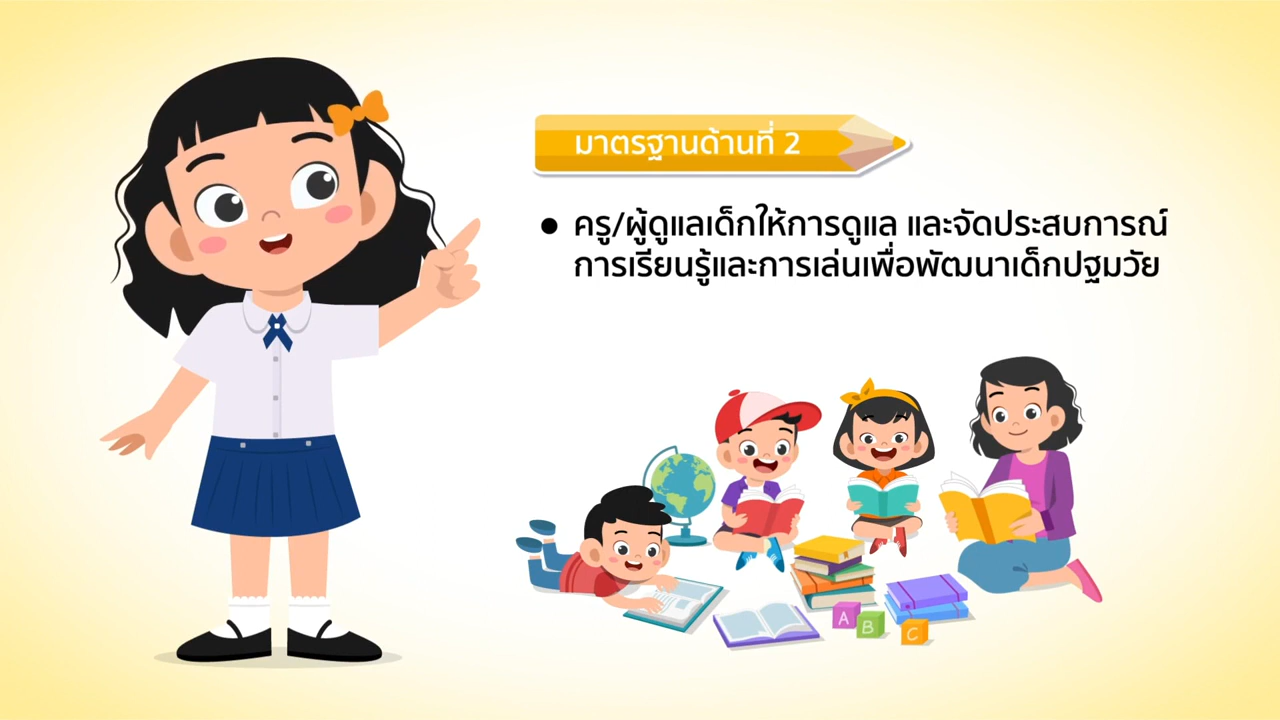 มาตรฐานด้านที่ 2
● ครู/ผู้ดูแลเด็กให้การดูแล และจัดประสบการณ์
การเรียนรู้และการเล่นเพื่อพัฒนาเด็กปฐมวัย
A
B
C